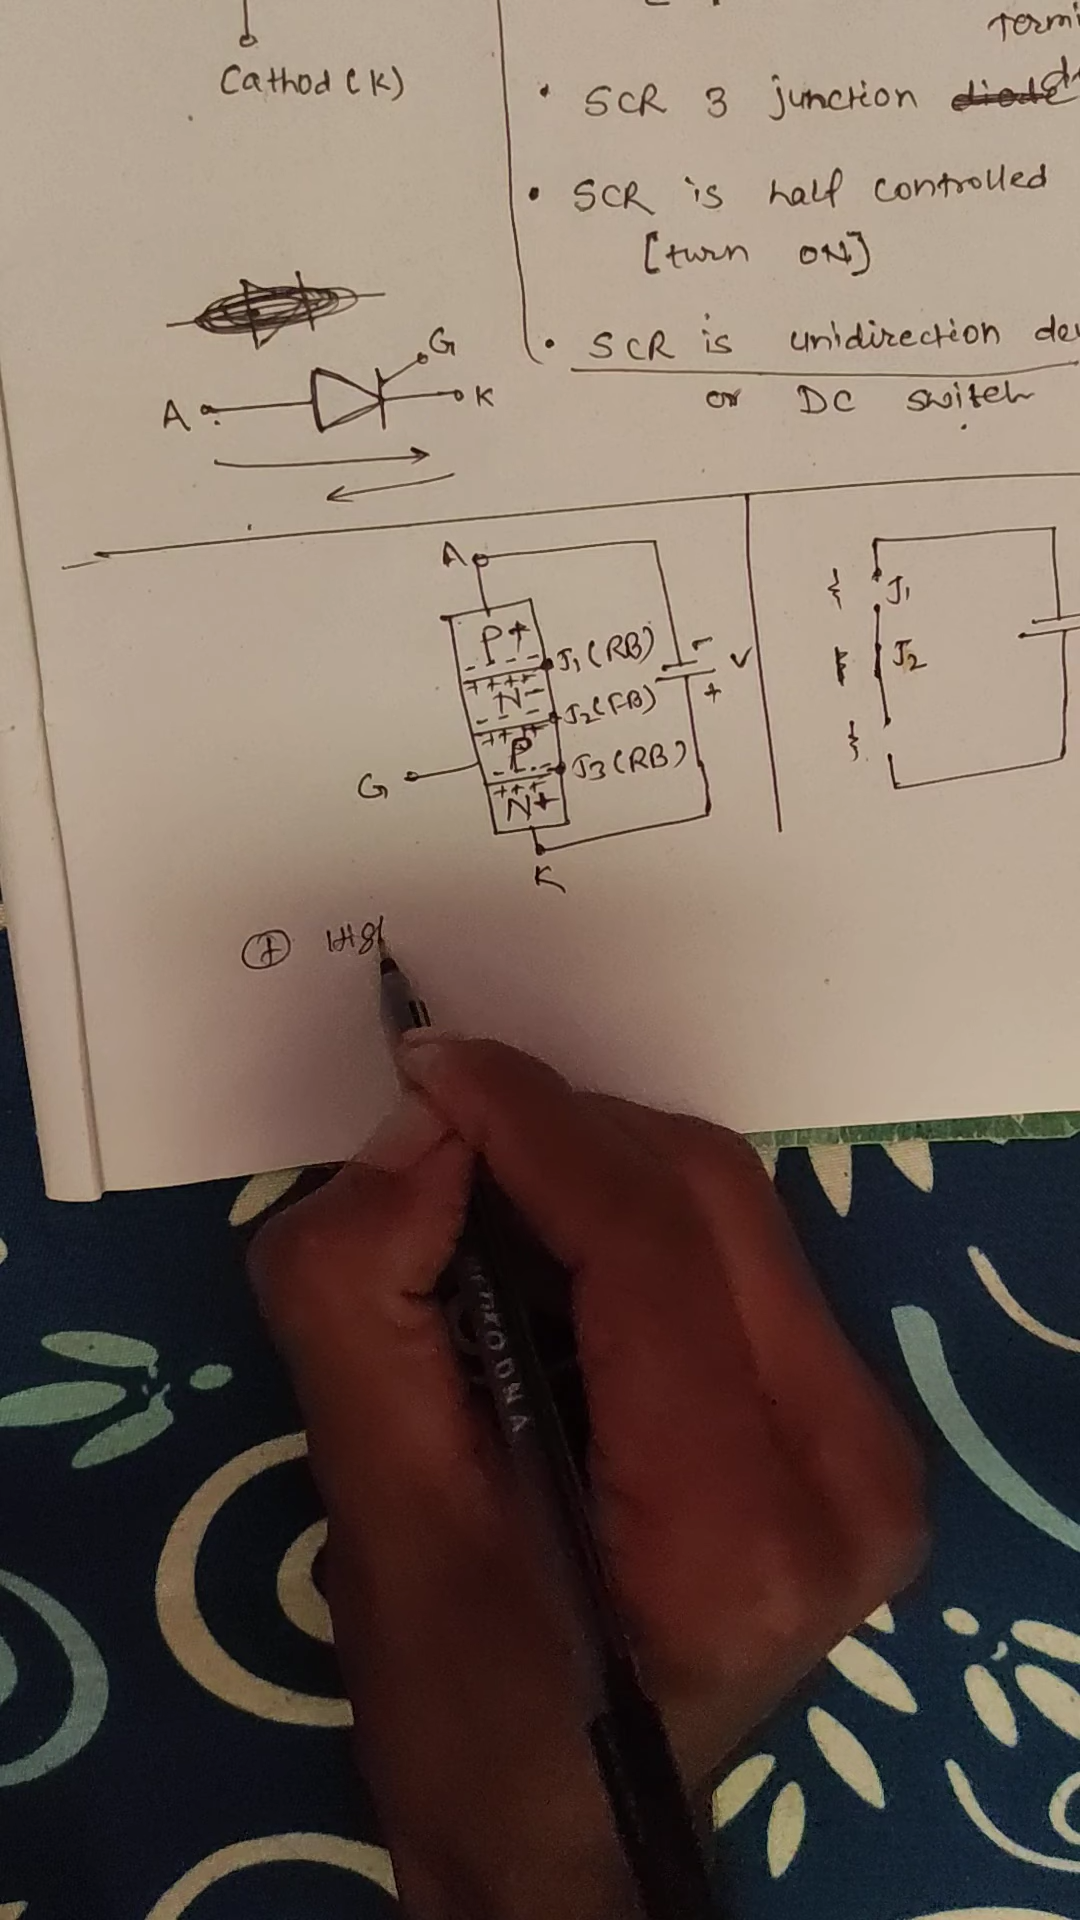 Cathod (K)
termi
• SCR 3 junction
• SCR is half controlled
[turn ON]
• SCR is unidirection de
or DC switch
G
A K
A
P+
J1 (RB)
N-
J2 (FB)
P
J3 (RB)
N+
G
K
- V
+
J1
J2
+